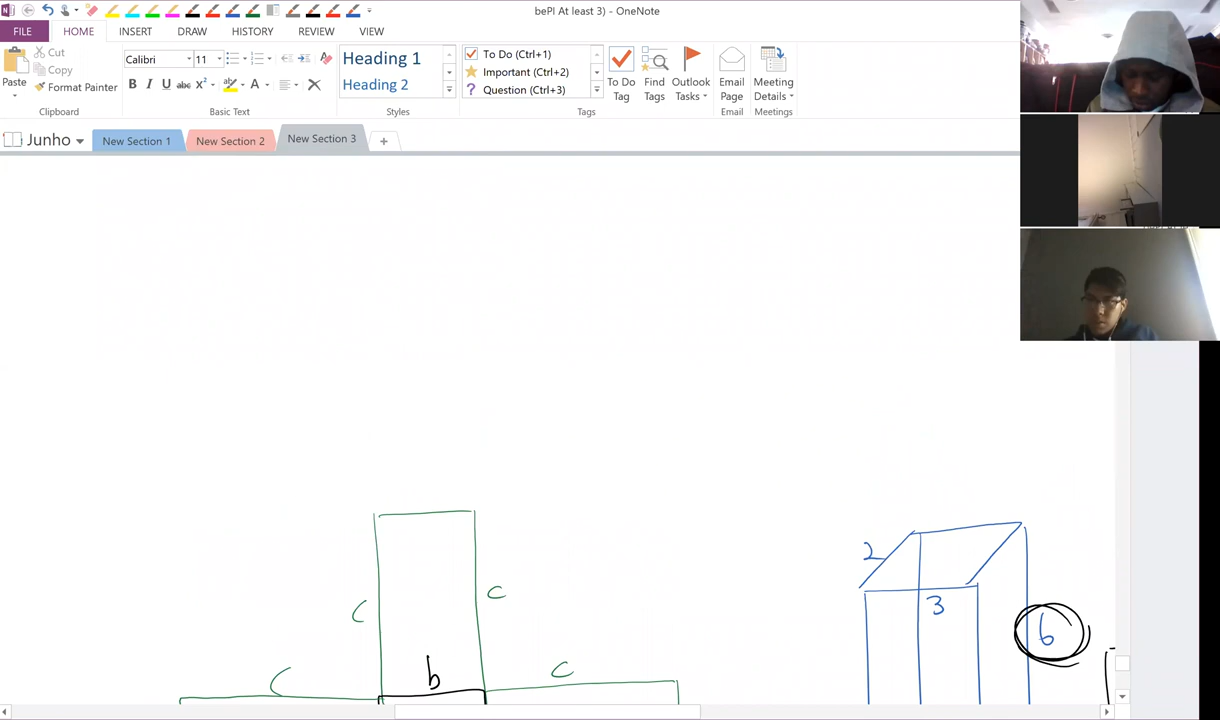 bePI At least 3) - OneNote
FILE HOME INSERT DRAW HISTORY REVIEW VIEW
Paste
Cut
Copy
Format Painter
Clipboard
Calibri 11
B I U abc X² A
Basic Text
Heading 1
Heading 2
Styles
To Do (Ctrl+1)
Important (Ctrl+2)
? Question (Ctrl+3)
To Do Tag
Find Tags
Tags
Outlook Tasks
Email Page
Email
Meeting Details
Meetings
Junho New Section 1 New Section 2 New Section 3 +
2
3
6
c
c
b
c
c